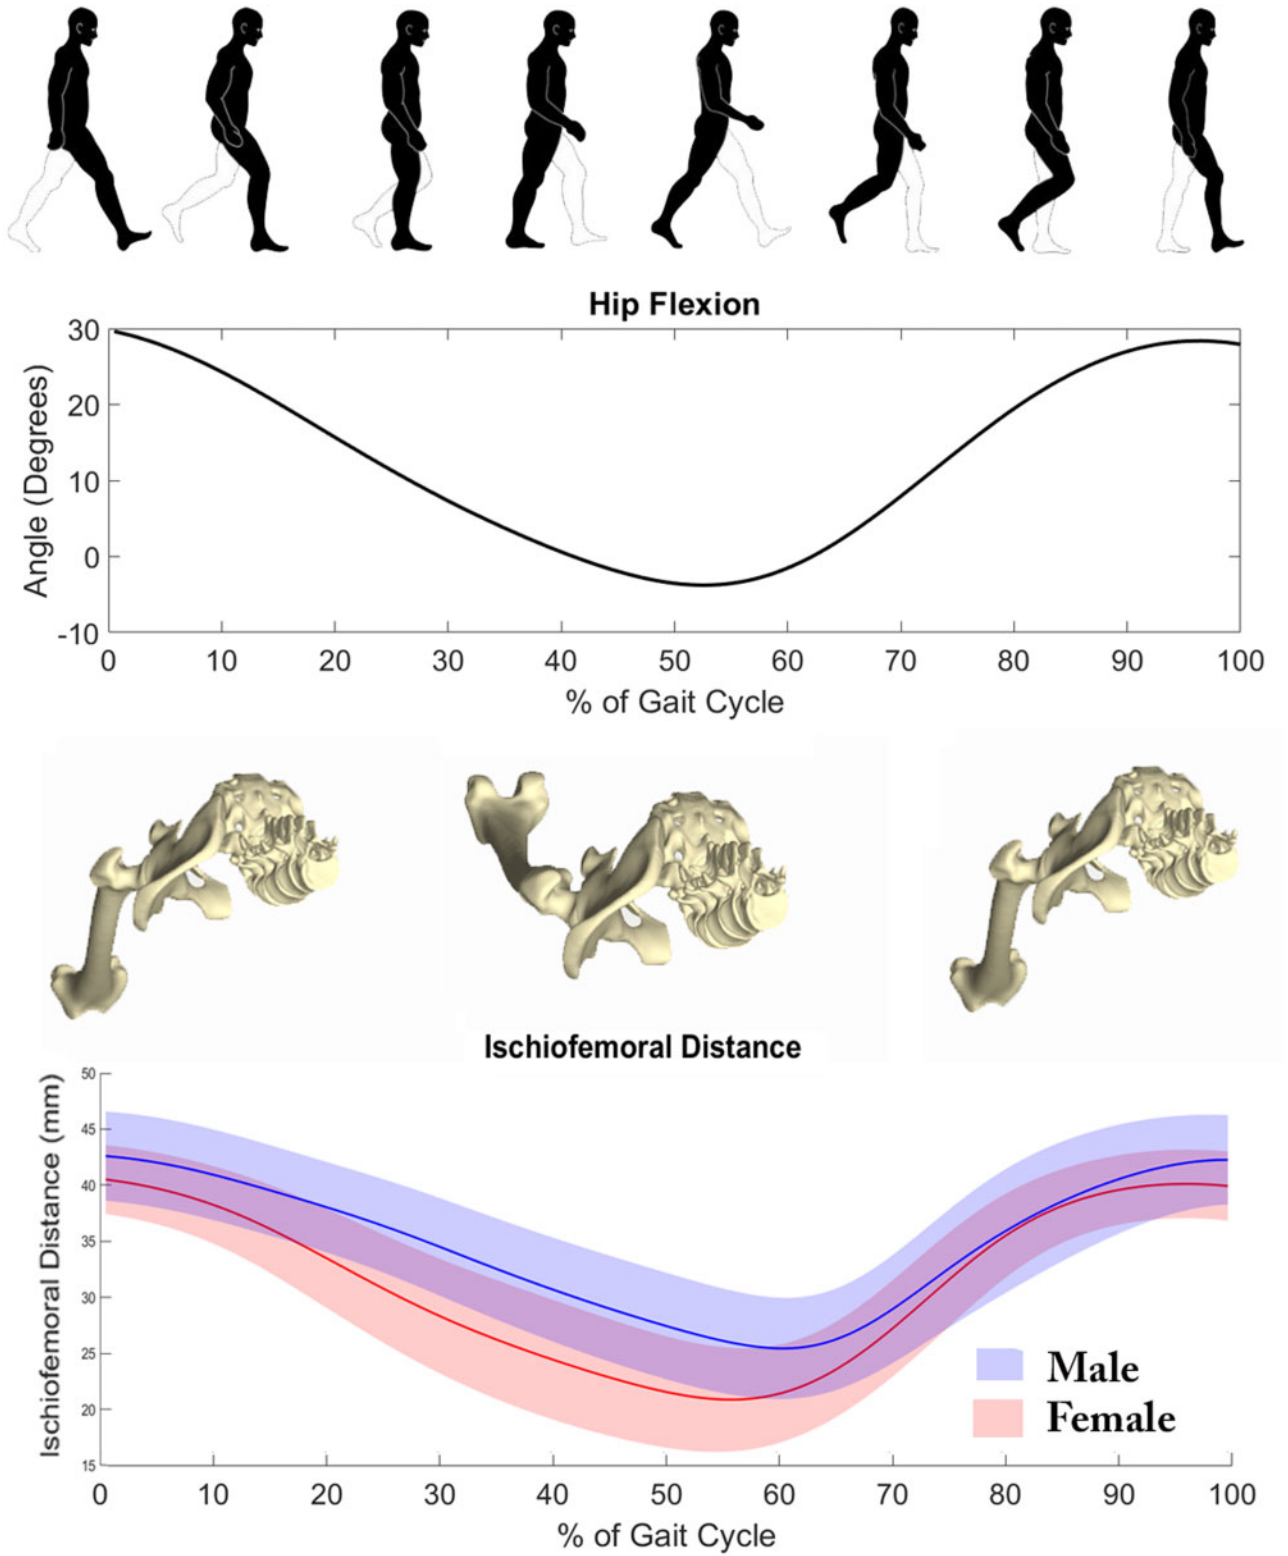 Hip Flexion
30
20
10
0
-10
Angle (Degrees)
0 10 20 30 40 50 60 70 80 90 100
% of Gait Cycle
Ischiofemoral Distance
50
45
40
35
30
25
20
15
Ischiofemoral Distance (mm)
Male
Female
0 10 20 30 40 50 60 70 80 90 100
% of Gait Cycle